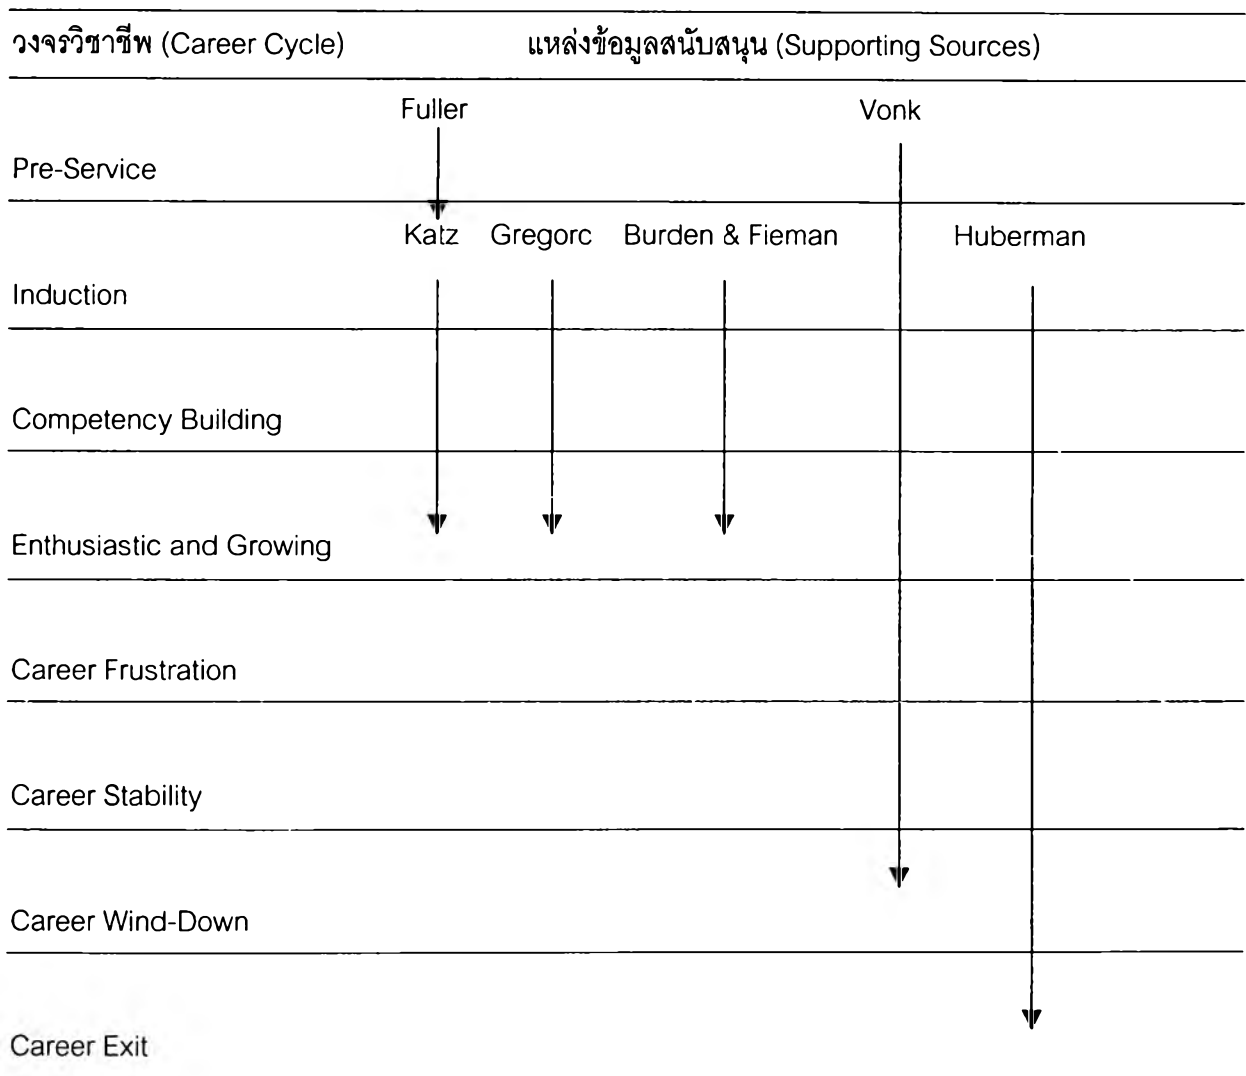 วงจรวิชาชีพ (Career Cycle) แหล่งข้อมูลสนับสนุน (Supporting Sources)
Fuller Vonk
Pre-Service
Katz Gregorc Burden & Fieman Huberman
Induction
Competency Building
Enthusiastic and Growing
Career Frustration
Career Stability
Career Wind-Down
Career Exit